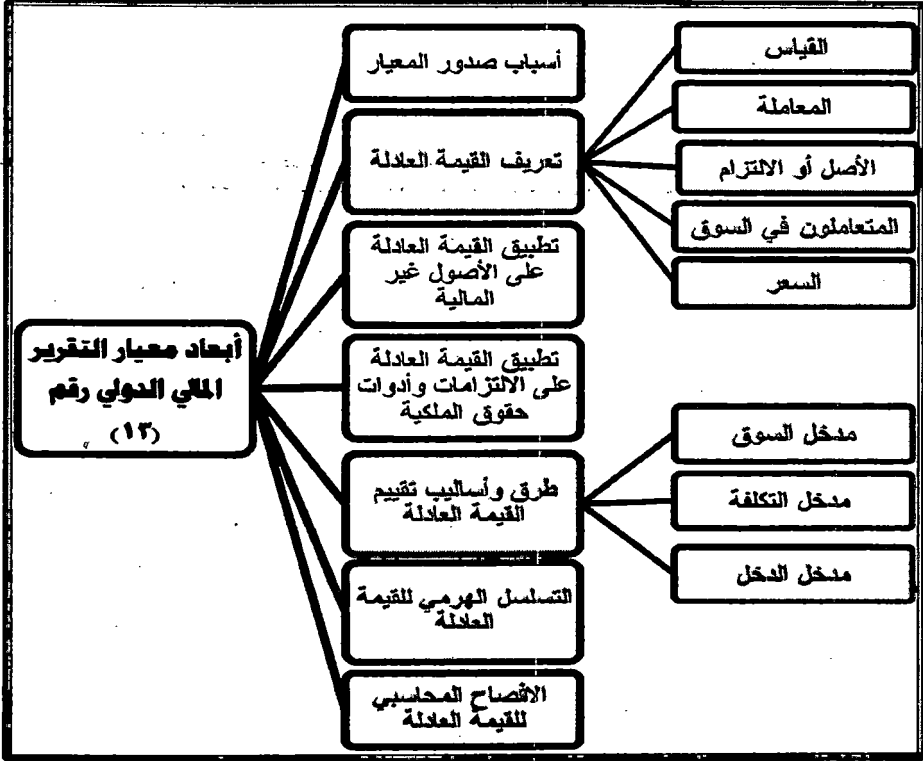 أبعاد معيار التقرير
المالي الدولي رقم
(١٣)
أسباب صدور المعيار
تعريف القيمة العادلة
القياس
المعاملة
الأصل أو الالتزام
المتعاملون في السوق
السعر
تطبيق القيمة العادلة
على الأصول غير
المالية
تطبيق القيمة العادلة
على الالتزامات وأدوات
حقوق الملكية
طرق وأساليب تقييم
القيمة العادلة
مدخل السوق
مدخل التكلفة
مدخل الدخل
التسلسل الهرمي للقيمة
العادلة
الافصاح المحاسبي
للقيمة العادلة